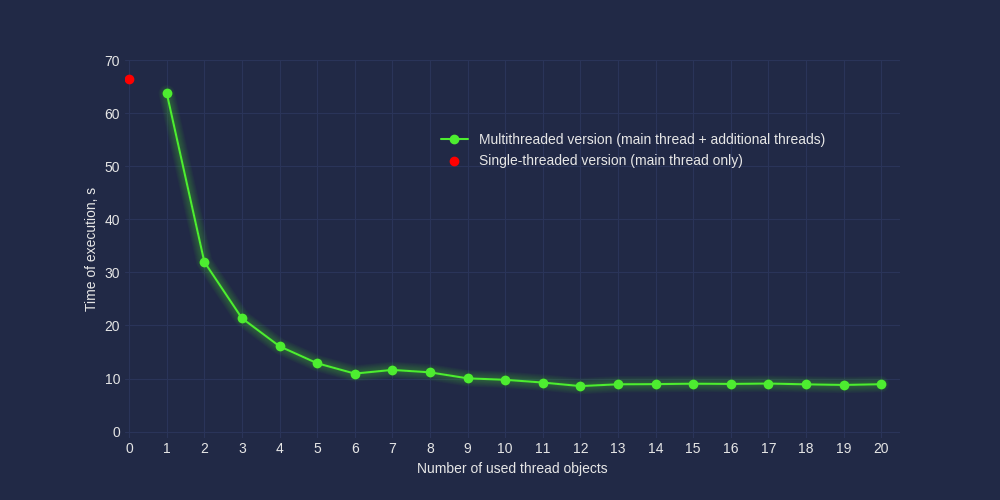 70
60
50
40
30
20
10
0
Time of execution, s
Multithreaded version (main thread + additional threads)
Single-threaded version (main thread only)
0 1 2 3 4 5 6 7 8 9 10 11 12 13 14 15 16 17 18 19 20
Number of used thread objects